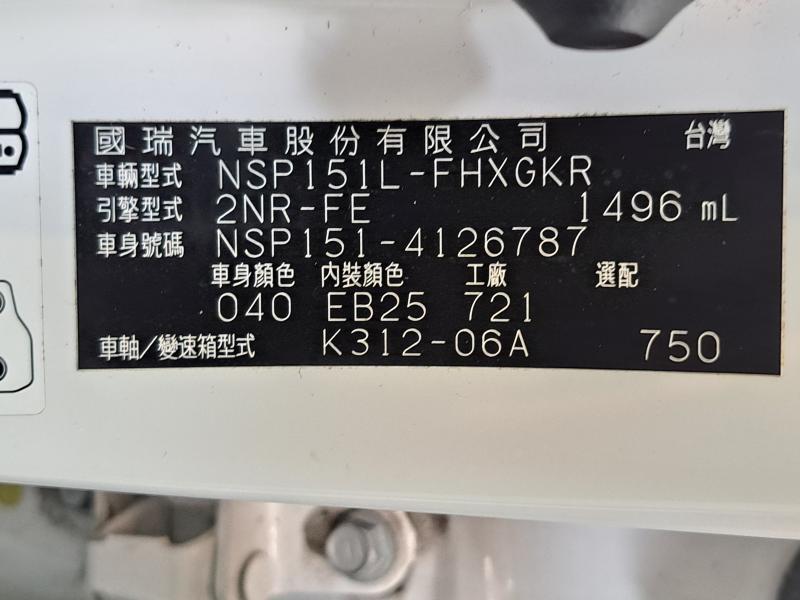 國瑞汽車股份有限公司 台灣
車輛型式 NSP151L-FHXGKR
引擎型式 2NR-FE 1496 mL
車身號碼 NSP151-4126787
車身顏色 內裝顏色 工廠 選配
040 EB25 721
車軸/變速箱型式 K312-06A 750